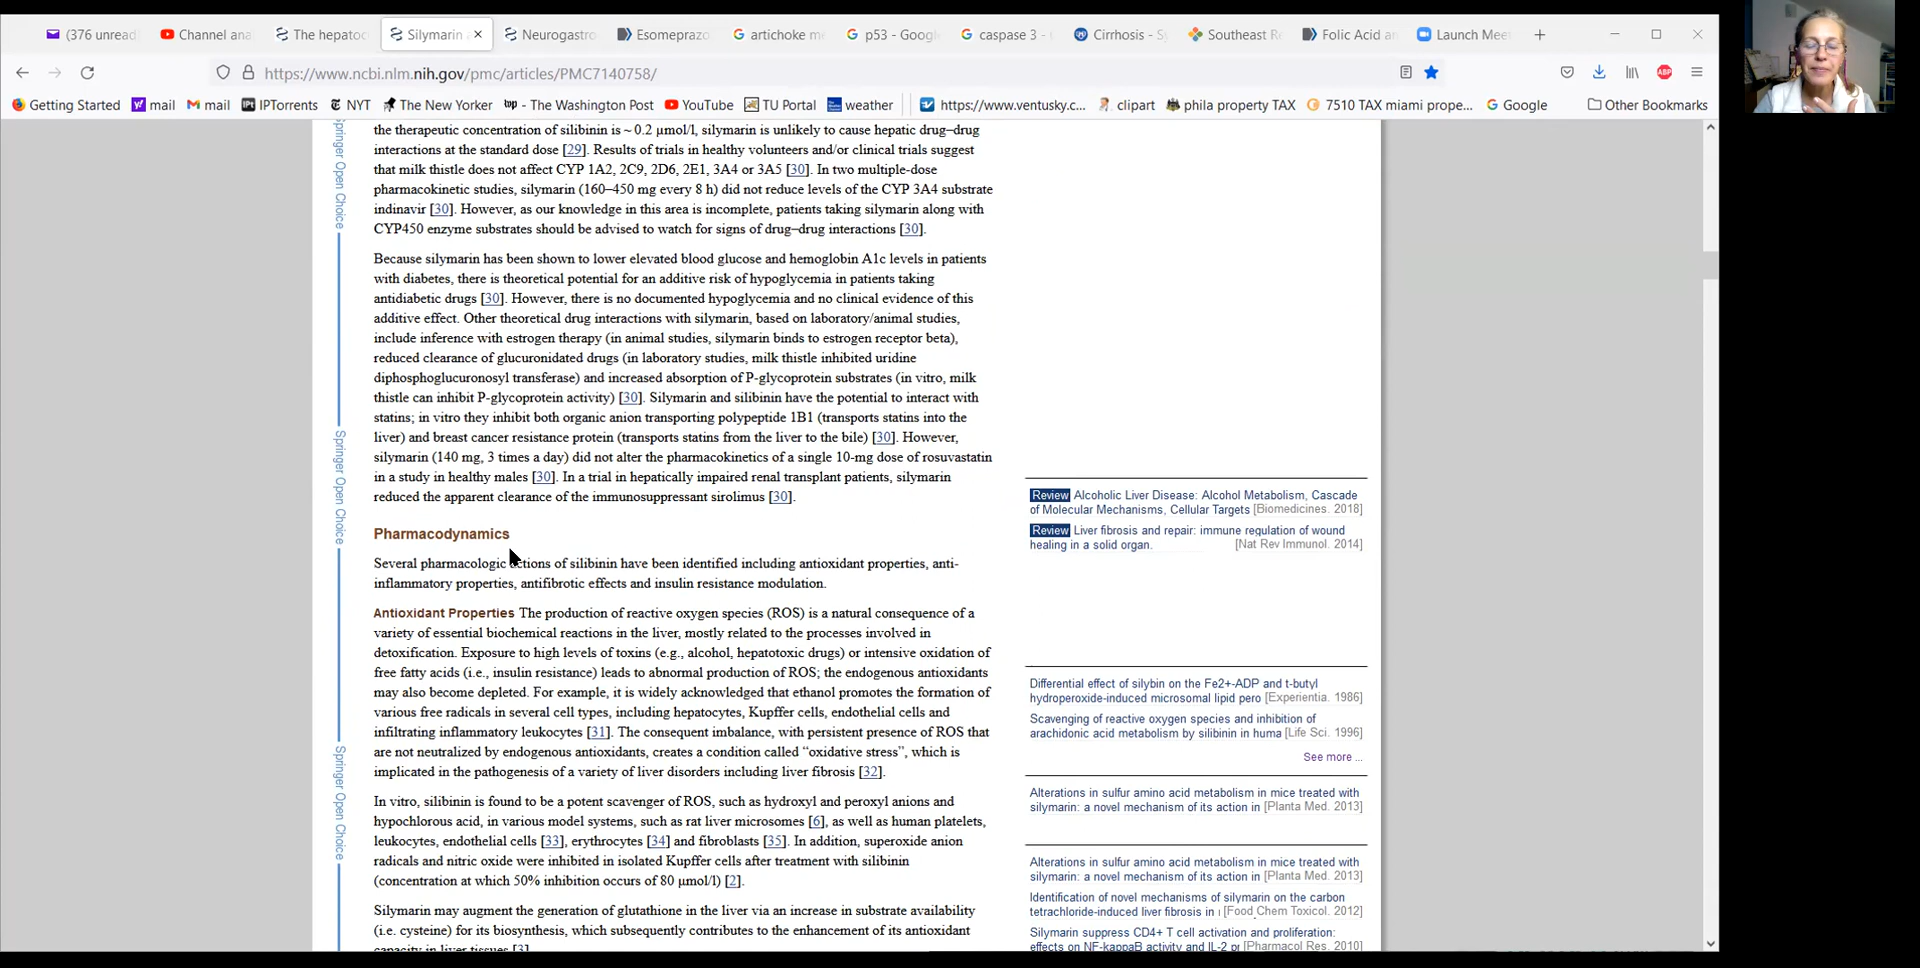 (376 unread
Channel ana
The hepatoc
Silymarin
Neurogastro
Esomeprazo
artichoke me
p53 - Goog
caspase 3 -
Cirrhosis - Sy
Southeast R
Folic Acid an
Launch Mee
https://www.ncbi.nlm.nih.gov/pmc/articles/PMC7140758/
ABP
Getting Started
mail
mail
IPTorrents
NYT
The New Yorker
wp - The Washington Post
YouTube
TU Portal
weather
https://www.ventusky.c...
clipart
phila property TAX
7510 TAX miami prope...
Google
Other Bookmarks
Springer Open Choice
Springer Open Choice
Springer Open Choice
the therapeutic concentration of silibinin is ~ 0.2 µmol/l, silymarin is unlikely to cause hepatic drug–drug
interactions at the standard dose [29]. Results of trials in healthy volunteers and/or clinical trials suggest
that milk thistle does not affect CYP 1A2, 2C9, 2D6, 2E1, 3A4 or 3A5 [30]. In two multiple-dose
pharmacokinetic studies, silymarin (160–450 mg every 8 h) did not reduce levels of the CYP 3A4 substrate
indinavir [30]. However, as our knowledge in this area is incomplete, patients taking silymarin along with
CYP450 enzyme substrates should be advised to watch for signs of drug–drug interactions [30].
Because silymarin has been shown to lower elevated blood glucose and hemoglobin A1c levels in patients
with diabetes, there is theoretical potential for an additive risk of hypoglycemia in patients taking
antidiabetic drugs [30]. However, there is no documented hypoglycemia and no clinical evidence of this
additive effect. Other theoretical drug interactions with silymarin, based on laboratory/animal studies,
include inference with estrogen therapy (in animal studies, silymarin binds to estrogen receptor beta),
reduced clearance of glucuronidated drugs (in laboratory studies, milk thistle inhibited uridine
diphosphoglucuronosyl transferase) and increased absorption of P-glycoprotein substrates (in vitro, milk
thistle can inhibit P-glycoprotein activity) [30]. Silymarin and silibinin have the potential to interact with
statins; in vitro they inhibit both organic anion transporting polypeptide 1B1 (transports statins into the
liver) and breast cancer resistance protein (transports statins from the liver to the bile) [30]. However,
silymarin (140 mg, 3 times a day) did not alter the pharmacokinetics of a single 10-mg dose of rosuvastatin
in a study in healthy males [30]. In a trial in hepatically impaired renal transplant patients, silymarin
reduced the apparent clearance of the immunosuppressant sirolimus [30].
Pharmacodynamics
Several pharmacologic actions of silibinin have been identified including antioxidant properties, anti-
inflammatory properties, antifibrotic effects and insulin resistance modulation.
Antioxidant Properties The production of reactive oxygen species (ROS) is a natural consequence of a
variety of essential biochemical reactions in the liver, mostly related to the processes involved in
detoxification. Exposure to high levels of toxins (e.g., alcohol, hepatotoxic drugs) or intensive oxidation of
free fatty acids (i.e., insulin resistance) leads to abnormal production of ROS; the endogenous antioxidants
may also become depleted. For example, it is widely acknowledged that ethanol promotes the formation of
various free radicals in several cell types, including hepatocytes, Kupffer cells, endothelial cells and
infiltrating inflammatory leukocytes [31]. The consequent imbalance, with persistent presence of ROS that
are not neutralized by endogenous antioxidants, creates a condition called “oxidative stress”, which is
implicated in the pathogenesis of a variety of liver disorders including liver fibrosis [32].
In vitro, silibinin is found to be a potent scavenger of ROS, such as hydroxyl and peroxyl anions and
hypochlorous acid, in various model systems, such as rat liver microsomes [6], as well as human platelets,
leukocytes, endothelial cells [33], erythrocytes [34] and fibroblasts [35]. In addition, superoxide anion
radicals and nitric oxide were inhibited in isolated Kupffer cells after treatment with silibinin
(concentration at which 50% inhibition occurs of 80 µmol/l) [2].
Silymarin may augment the generation of glutathione in the liver via an increase in substrate availability
(i.e. cysteine) for its biosynthesis, which subsequently contributes to the enhancement of its antioxidant
capacity in liver tissues [3].
Review Alcoholic Liver Disease: Alcohol Metabolism, Cascade
of Molecular Mechanisms, Cellular Targets [Biomedicines. 2018]
Review Liver fibrosis and repair: immune regulation of wound
healing in a solid organ. [Nat Rev Immunol. 2014]
Differential effect of silybin on the Fe2+-ADP and t-butyl
hydroperoxide-induced microsomal lipid pero [Experientia. 1986]
Scavenging of reactive oxygen species and inhibition of
arachidonic acid metabolism by silibinin in huma [Life Sci. 1996]
See more ...
Alterations in sulfur amino acid metabolism in mice treated with
silymarin: a novel mechanism of its action in [Planta Med. 2013]
Alterations in sulfur amino acid metabolism in mice treated with
silymarin: a novel mechanism of its action in [Planta Med. 2013]
Identification of novel mechanisms of silymarin on the carbon
tetrachloride-induced liver fibrosis in [Food Chem Toxicol. 2012]
Silymarin suppress CD4+ T cell activation and proliferation:
effects on NF-kappaB activity and IL-2 pr [Pharmacol Res. 2010]